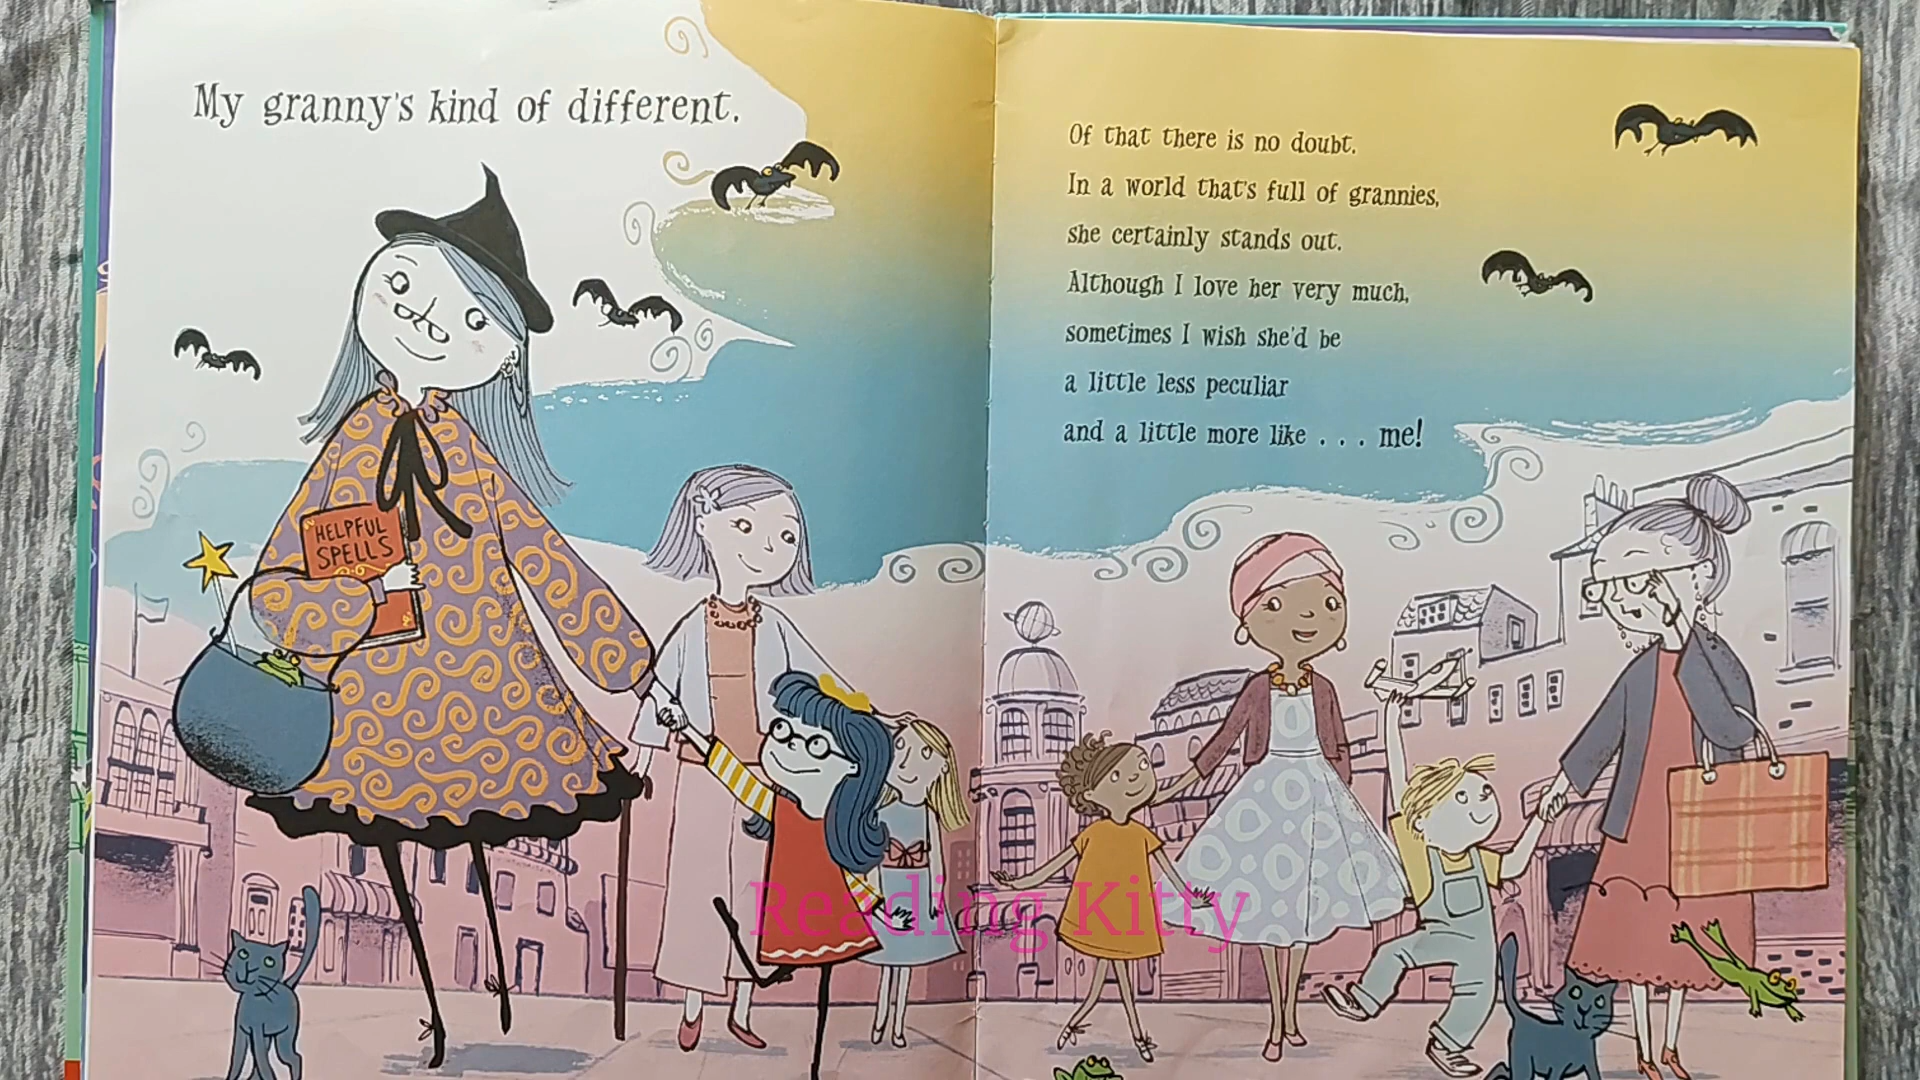 My granny's kind of different.
HELPFUL
SPELLS
Of that there is no doubt.
In a world that's full of grannies,
she certainly stands out.
Although I love her very much,
sometimes I wish she'd be
a little less peculiar
and a little more like . . . me!
Reading Kitty